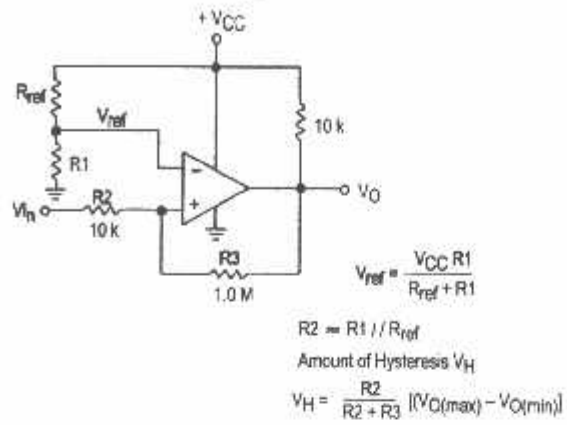 + VCC
Rref
Vref
10 k
R1
−
+
VO
Vin
R2
10 k
R3
1.0 M
Vref = VCC R1 / Rref + R1
R2 ≈ R1 // Rref
Amount of Hysteresis VH
VH = R2 / R2 + R3 [(VO(max) − VO(min)]